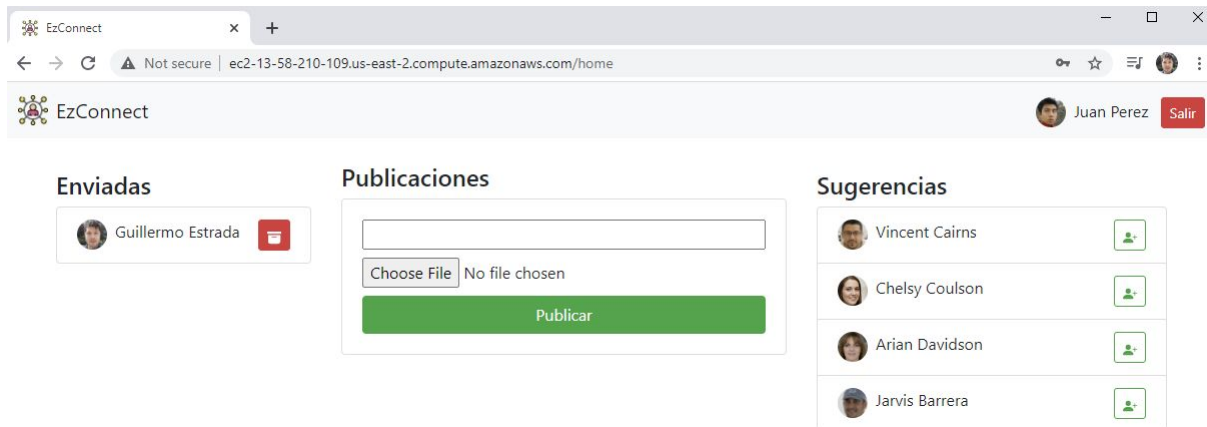 EzConnect
Not secure | ec2-13-58-210-109.us-east-2.compute.amazonaws.com/home
EzConnect
Juan Perez
Salir
Enviadas
Guillermo Estrada
Publicaciones
Choose File No file chosen
Publicar
Sugerencias
Vincent Cairns
Chelsy Coulson
Arian Davidson
Jarvis Barrera